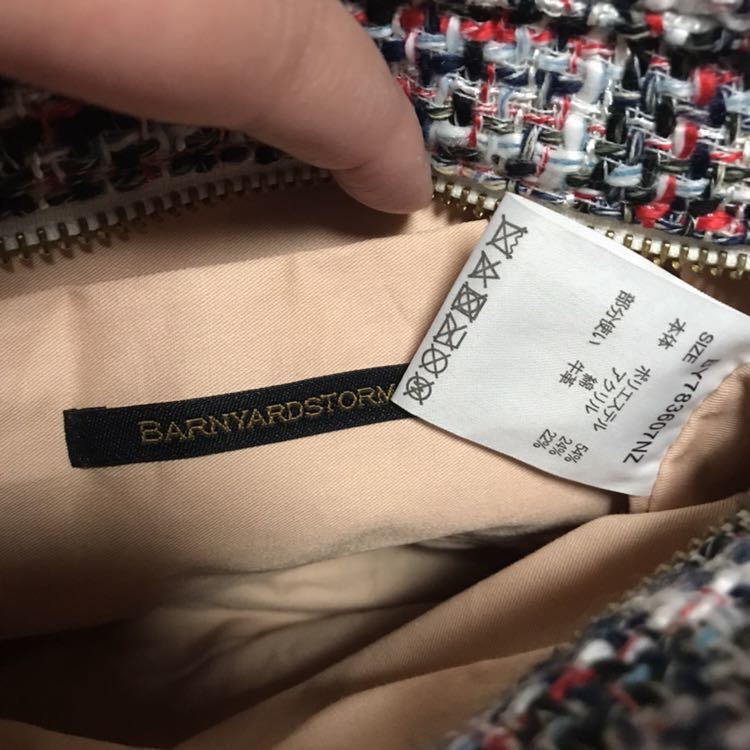 BARNYARDSTORM
BY783607NZ
SIZE
本体 ポリエステル 54%
アクリル 24%
綿 22%
部分使い 牛革